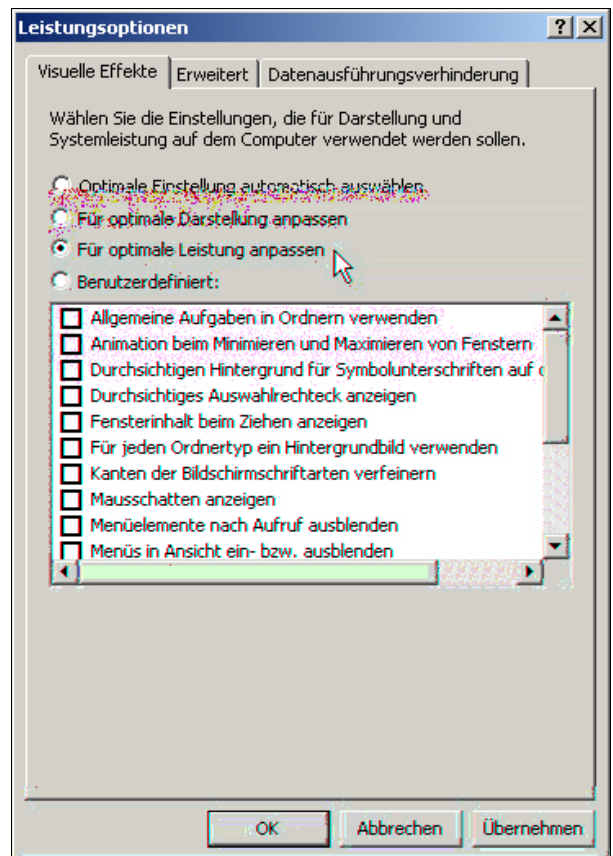 Leistungsoptionen
Visuelle Effekte Erweitert Datenausführungsverhinderung
Wählen Sie die Einstellungen, die für Darstellung und
Systemleistung auf dem Computer verwendet werden sollen.
Optimale Einstellung automatisch auswählen
Für optimale Darstellung anpassen
Für optimale Leistung anpassen
Benutzerdefiniert:
Allgemeine Aufgaben in Ordnern verwenden
Animation beim Minimieren und Maximieren von Fenstern
Durchsichtigen Hintergrund für Symbolunterschriften auf
Durchsichtiges Auswahlrechteck anzeigen
Fensterinhalt beim Ziehen anzeigen
Für jeden Ordnertyp ein Hintergrundbild verwenden
Kanten der Bildschirmschriftarten verfeinern
Mausschatten anzeigen
Menüelemente nach Aufruf ausblenden
Menüs in Ansicht ein- bzw. ausblenden
OK Abbrechen Übernehmen